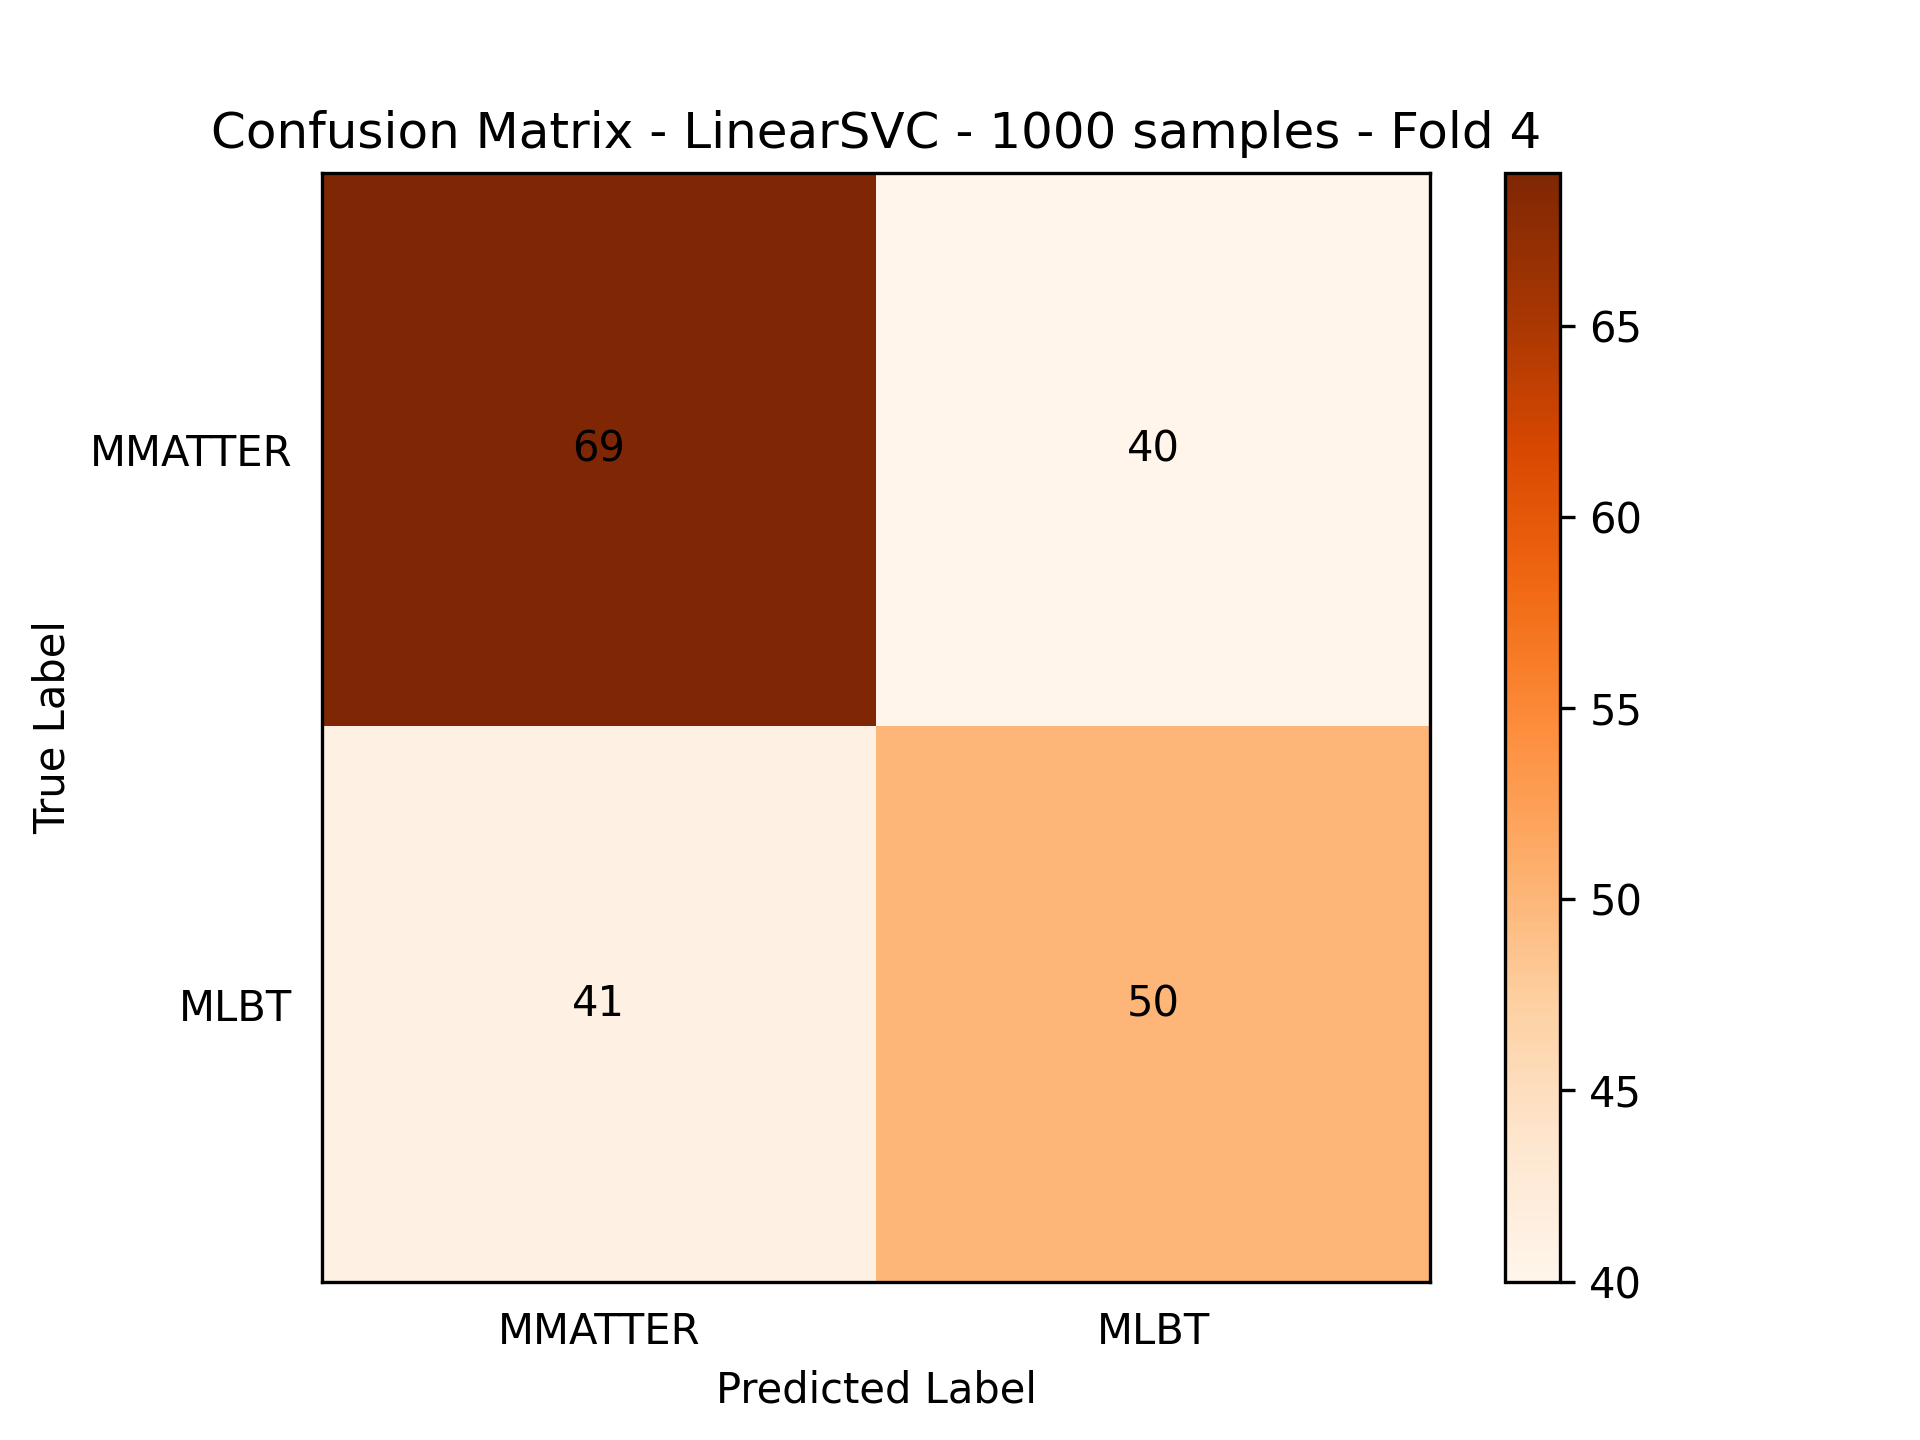 Confusion Matrix - LinearSVC - 1000 samples - Fold 4
True Label
MMATTER
69
40
MLBT
41
50
MMATTER
MLBT
Predicted Label
65
60
55
50
45
40